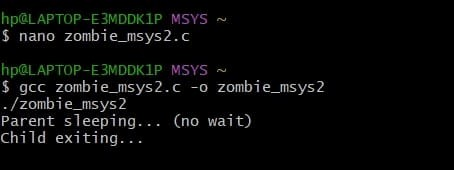 hp@LAPTOP-E3MDDK1P MSYS ~
$ nano zombie_msys2.c
hp@LAPTOP-E3MDDK1P MSYS ~
$ gcc zombie_msys2.c -o zombie_msys2
./zombie_msys2
Parent sleeping... (no wait)
Child exiting...